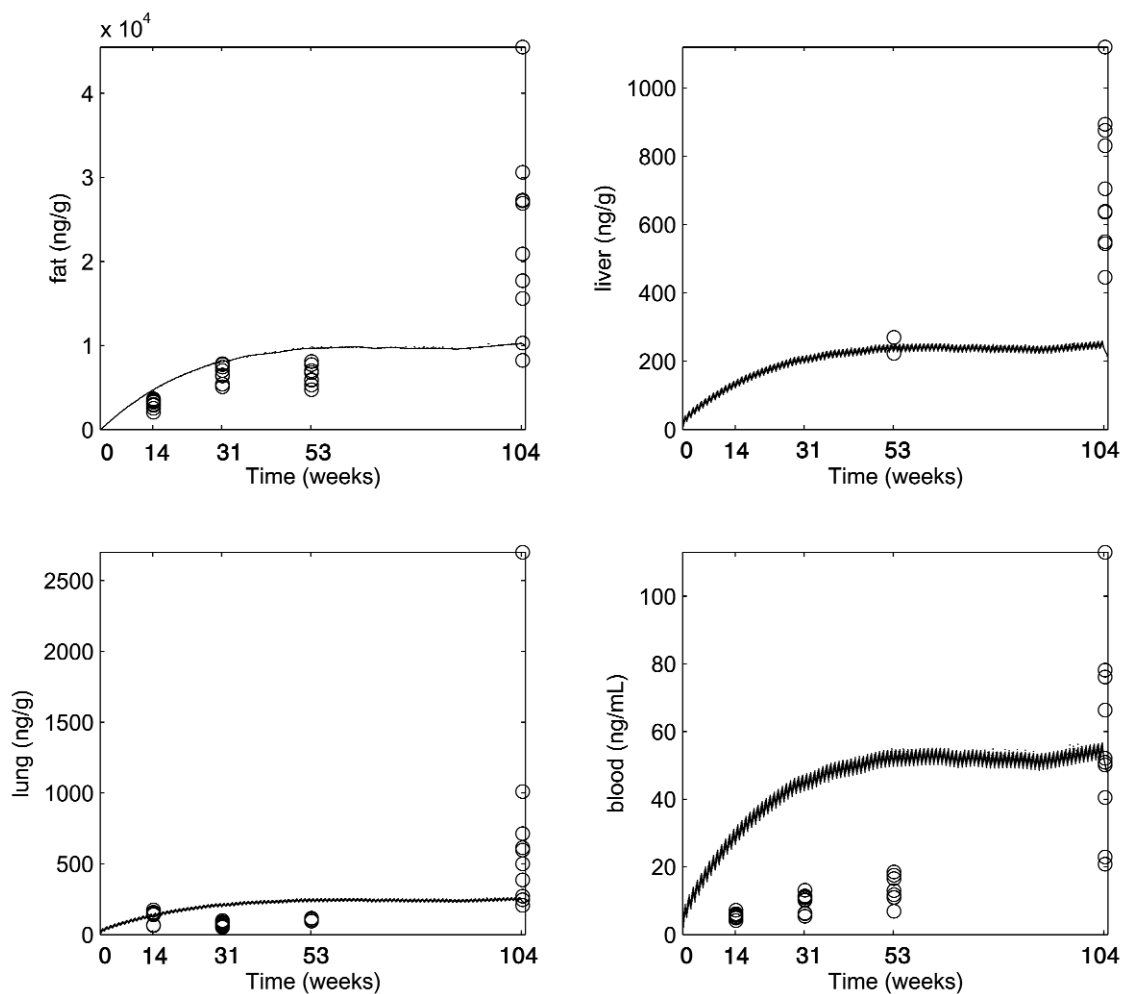 x 10^4
4
3
2
1
0
fat (ng/g)
0 14 31 53 104
Time (weeks)
1000
800
600
400
200
0
liver (ng/g)
0 14 31 53 104
Time (weeks)
2500
2000
1500
1000
500
0
lung (ng/g)
0 14 31 53 104
Time (weeks)
100
80
60
40
20
0
blood (ng/mL)
0 14 31 53 104
Time (weeks)